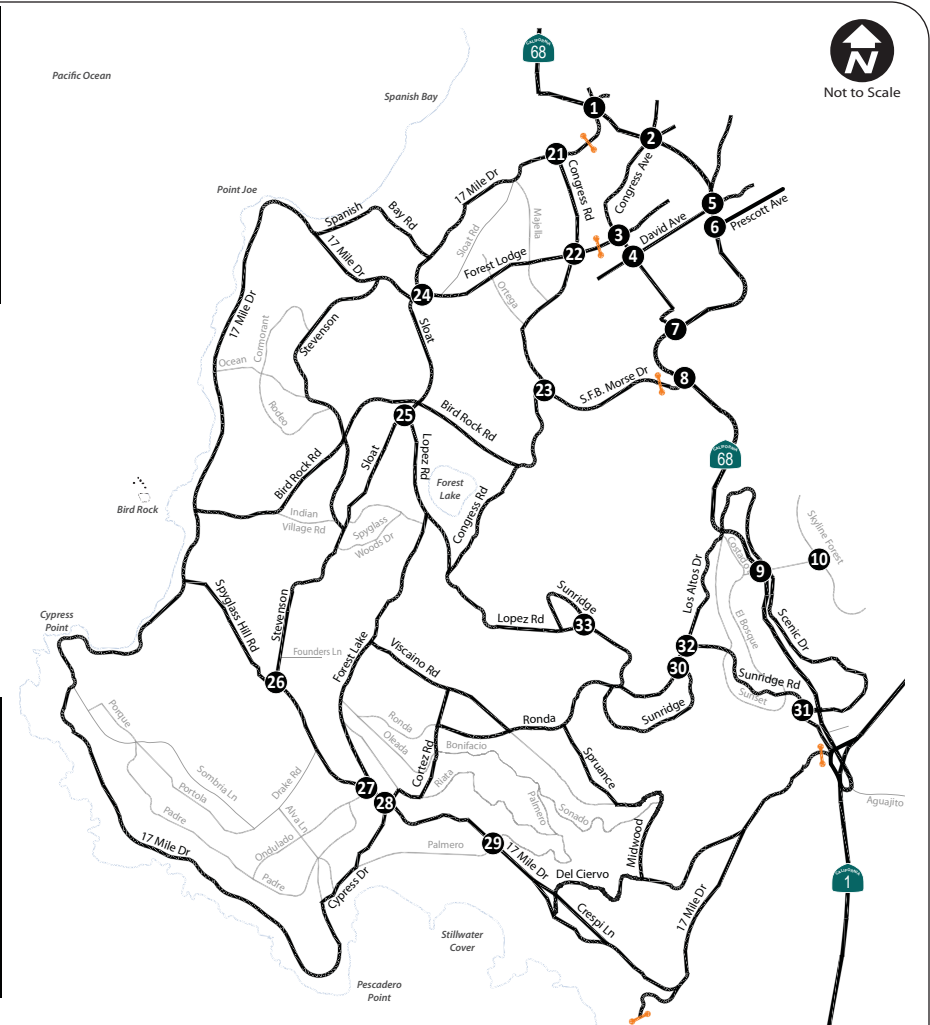 CALIFORNIA
68
N
Not to Scale
Pacific Ocean
Spanish Bay
1
2
21
17 Mile Dr
Congress Rd
Congress Ave
Point Joe
Spanish
Bay Rd
5
6
Prescott Ave
David Ave
3
4
Sloat Rd
Majella
22
Forest Lodge
17 Mile Dr
24
Ortega
17 Mile Dr
Stevenson
Sloat
7
Cormorant
Ocean
Rodeo
23
S.F.B. Morse Dr
8
25
Bird Rock Rd
Lopez Rd
Sloat
CALIFORNIA
68
Bird Rock Rd
Forest
Lake
Bird Rock
Indian
Village Rd
Spyglass
Woods Dr
Congress Rd
Skyline Forest
10
9
Los Altos Dr
El Bosque
Scenic Dr
Spyglass Hill Rd
Stevenson
Cypress
Point
Sunridge
Lopez Rd
33
32
30
Founders Ln
Forest Lake
Viscaino Rd
26
Sunridge Rd
Sunset
31
Porque
Ronda
Oleada
Ronda
Sunridge
Cortez Rd
Bonifacio
Spruance
Sombria Ln
Portola
Drake Rd
Riata
Palmero
Sonado
27
28
Aguajito
Padre
Alva Ln
17 Mile Dr
Ondulado
Palmero
29
17 Mile Dr
Midwood
Padre
Cypress Dr
Del Ciervo
Crespi Ln
17 Mile Dr
CALIFORNIA
1
Stillwater
Cover
Pescadero
Point